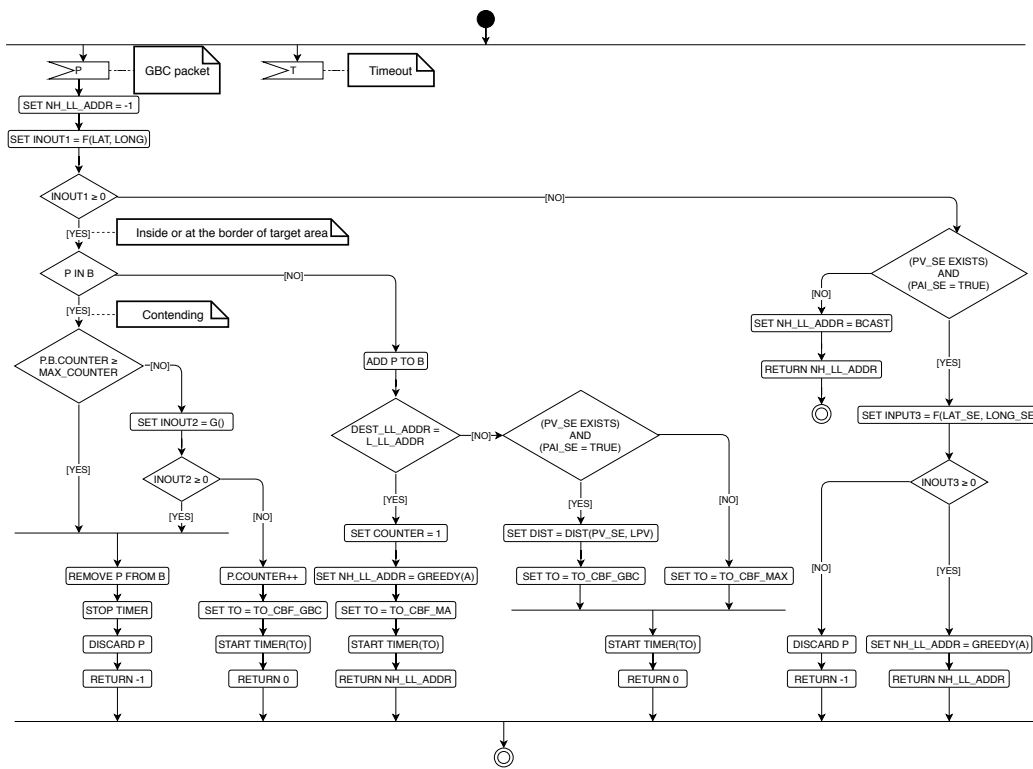 P
GBC packet
T
Timeout
SET NH_LL_ADDR = -1
SET INOUT1 = F(LAT, LONG)
INOUT1 ≥ 0
[NO]
[YES]
Inside or at the border of target area
P IN B
[NO]
(PV_SE EXISTS)
AND
(PAI_SE = TRUE)
[NO]
[YES]
Contending
SET NH_LL_ADDR = BCAST
P.B.COUNTER ≥
MAX_COUNTER
[NO]
ADD P TO B
RETURN NH_LL_ADDR
[YES]
SET INOUT2 = G()
SET INPUT3 = F(LAT_SE, LONG_SE
DEST_LL_ADDR =
L_LL_ADDR
[NO]
(PV_SE EXISTS)
AND
(PAI_SE = TRUE)
[YES]
INOUT2 ≥ 0
INOUT3 ≥ 0
[YES]
[YES]
[NO]
[YES]
[NO]
SET COUNTER = 1
SET DIST = DIST(PV_SE, LPV)
[NO]
[YES]
REMOVE P FROM B
P.COUNTER++
SET NH_LL_ADDR = GREEDY(A)
SET TO = TO_CBF_GBC
SET TO = TO_CBF_MAX
STOP TIMER
SET TO = TO_CBF_GBC
SET TO = TO_CBF_MA
DISCARD P
START TIMER(TO)
START TIMER(TO)
START TIMER(TO)
DISCARD P
SET NH_LL_ADDR = GREEDY(A)
RETURN -1
RETURN 0
RETURN NH_LL_ADDR
RETURN 0
RETURN -1
RETURN NH_LL_ADDR